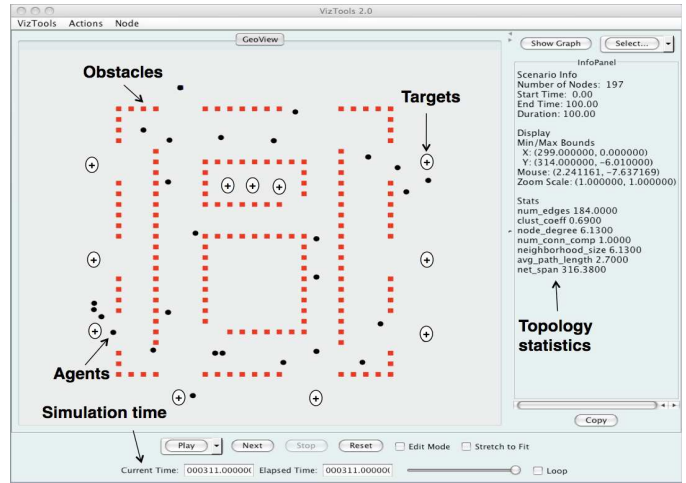 VizTools 2.0
VizTools Actions Node
GeoView
Show Graph
Select...
InfoPanel
Scenario Info
Number of Nodes: 197
Start Time: 0.00
End Time: 100.00
Duration: 100.00
Display
Min/Max Bounds
X: (299.000000, 0.000000)
Y: (314.000000, -6.010000)
Mouse: (2.241161, -7.637169)
Zoom Scale: (1.000000, 1.000000)
Stats
num_edges 184.0000
clust_coeff 0.6900
node_degree 6.1300
num_conn_comp 1.0000
neighborhood_size 6.1300
avg_path_length 2.7000
net_span 316.3800
Obstacles
Targets
Agents
Topology
statistics
Simulation time
Copy
Play
Next
Stop
Reset
Edit Mode
Stretch to Fit
Current Time: 000311.00000(
Elapsed Time: 000311.00000(
Loop